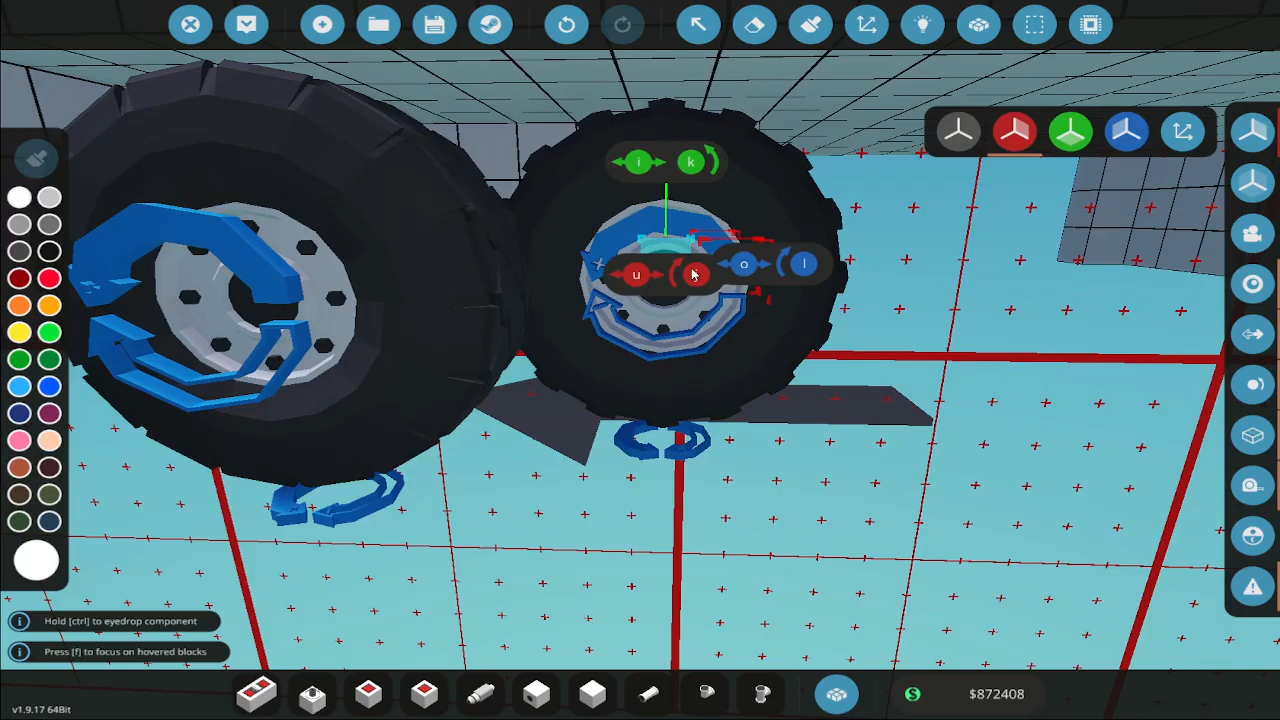 i k
u o l
Hold [ctrl] to eyedrop component
Press [f] to focus on hovered blocks
v1.9.17 64Bit
$ $872408